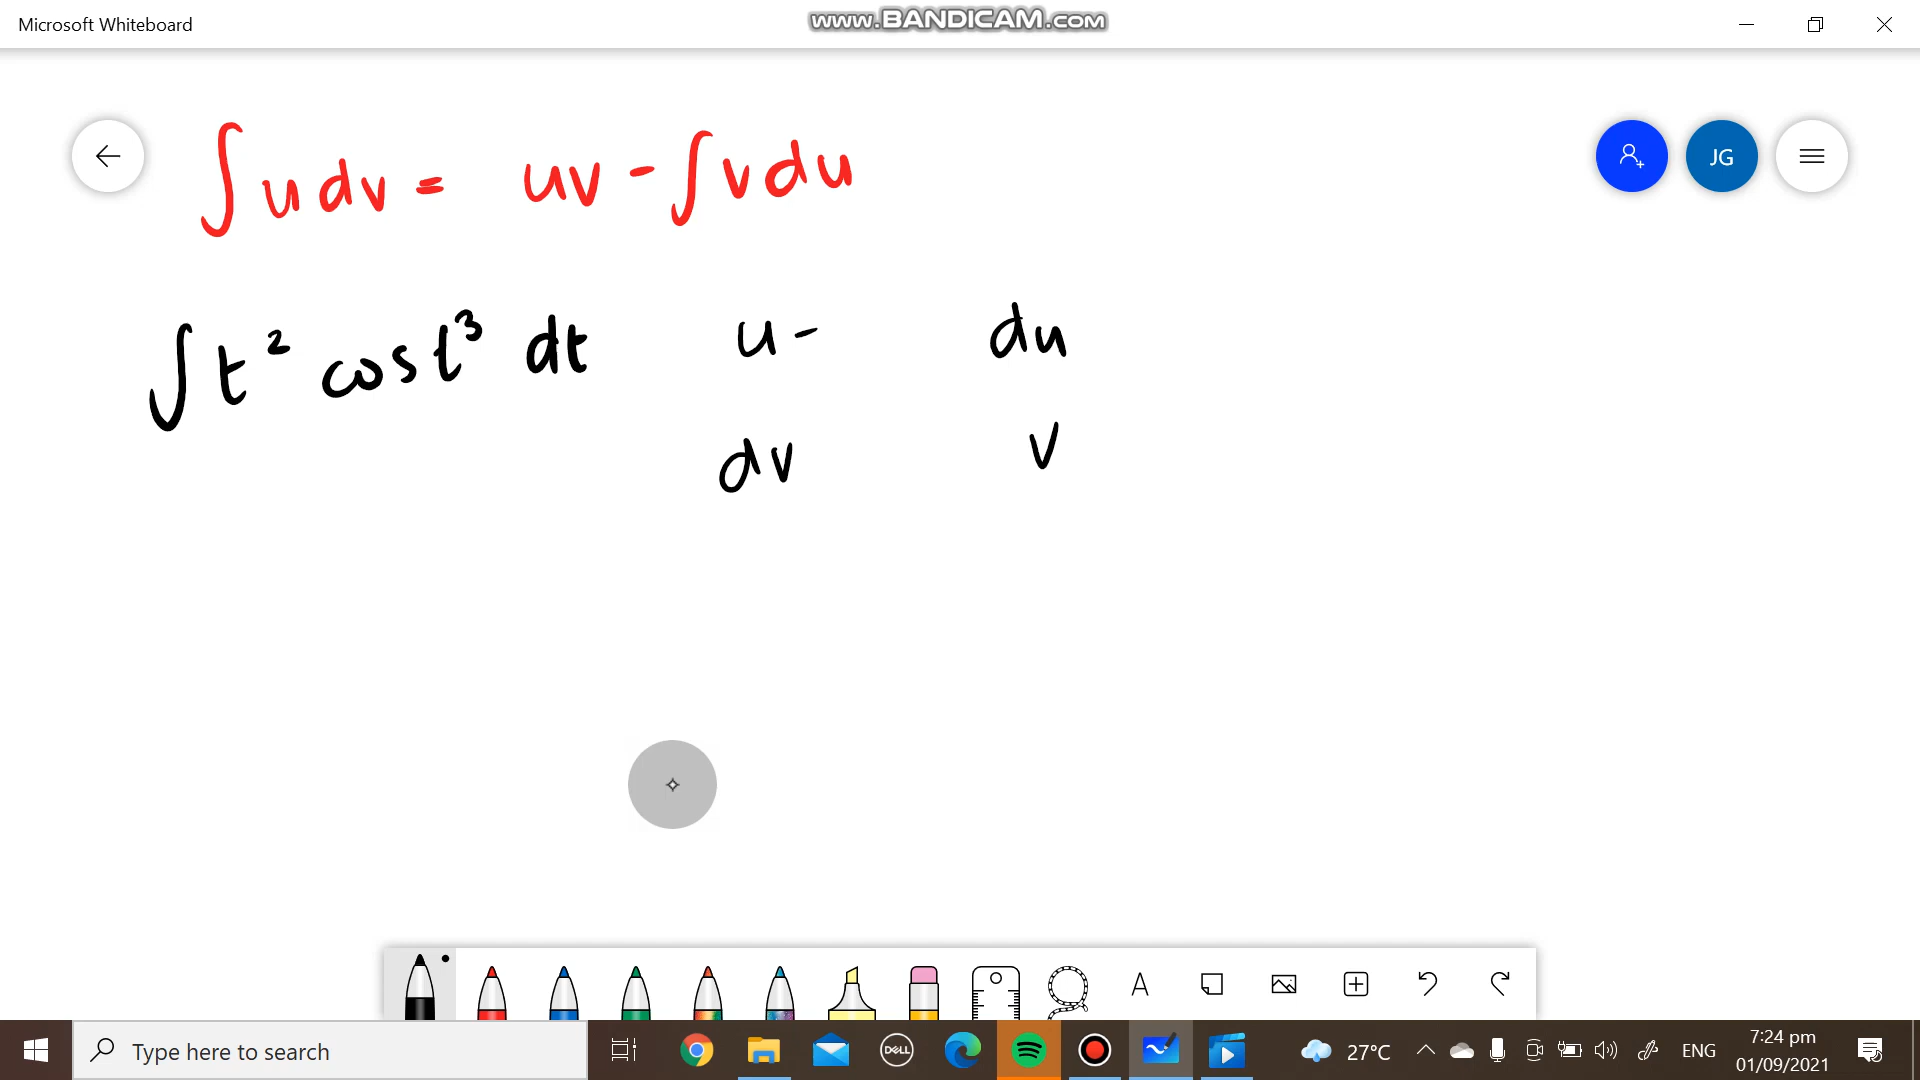 Microsoft Whiteboard
www.BANDICAM.com
∫ u dv = uv - ∫ v du
JG
∫ t² cos t³ dt u - du
dv v
A
Type here to search
DELL
27°C
ENG
7:24 pm
01/09/2021